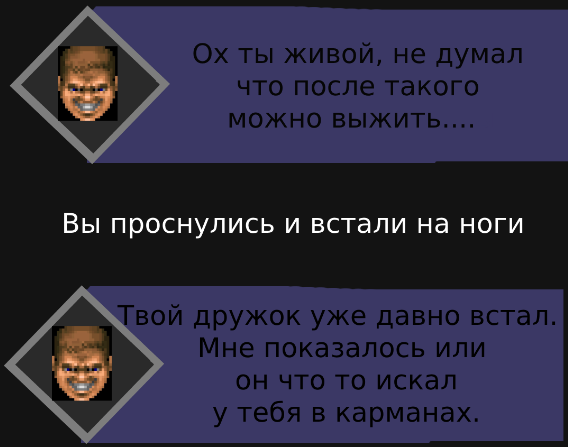 Ох ты живой, не думал
что после такого
можно выжить....
Вы проснулись и встали на ноги
Твой дружок уже давно встал.
Мне показалось или
он что то искал
у тебя в карманах.